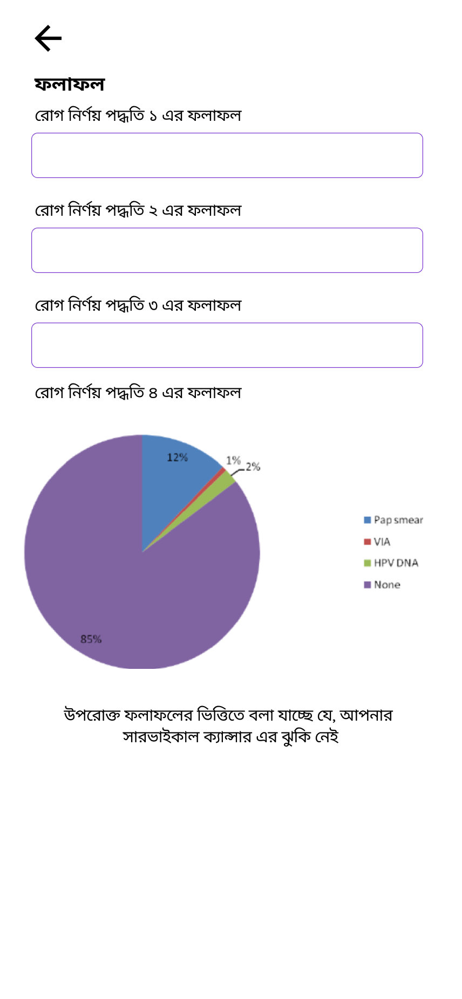 ফলাফল
রোগ নির্ণয় পদ্ধতি ১ এর ফলাফল
রোগ নির্ণয় পদ্ধতি ২ এর ফলাফল
রোগ নির্ণয় পদ্ধতি ৩ এর ফলাফল
রোগ নির্ণয় পদ্ধতি ৪ এর ফলাফল
12%
1%
2%
Pap smear
VIA
HPV DNA
None
85%
উপরোক্ত ফলাফলের ভিত্তিতে বলা যাচ্ছে যে, আপনার
সারভাইকাল ক্যান্সার এর ঝুকি নেই